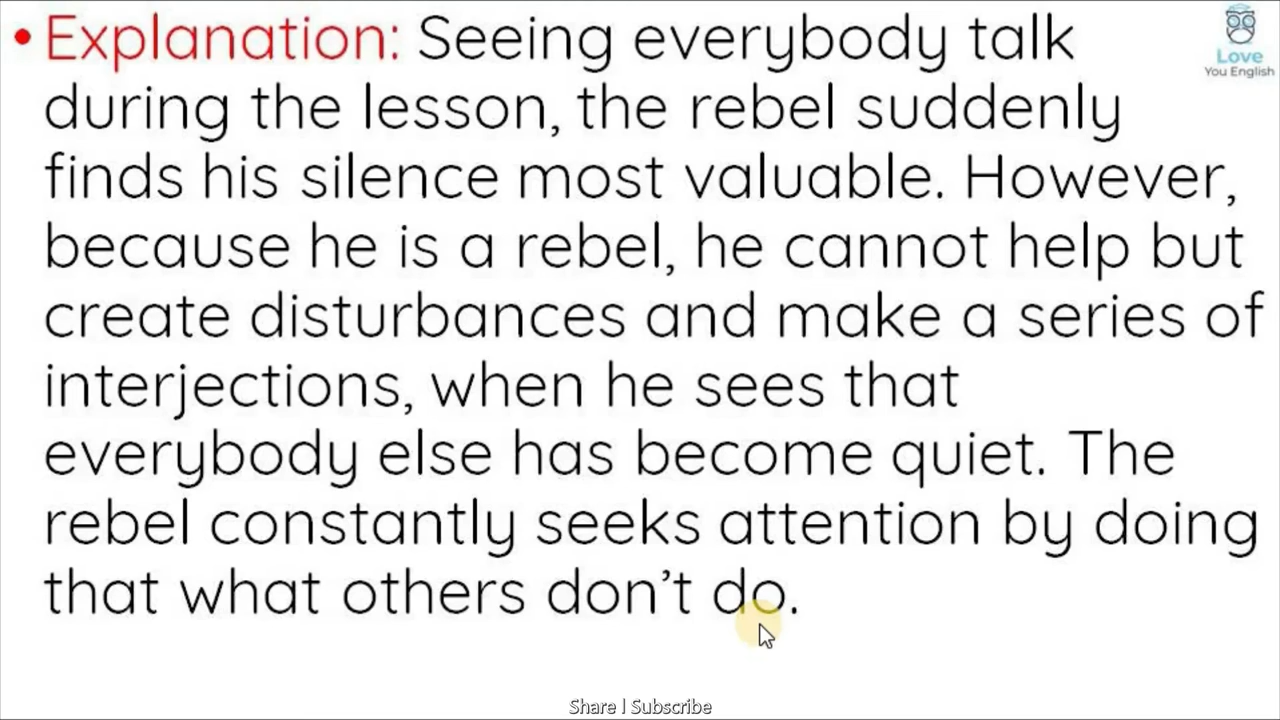 • Explanation: Seeing everybody talk
during the lesson, the rebel suddenly
finds his silence most valuable. However,
because he is a rebel, he cannot help but
create disturbances and make a series of
interjections, when he sees that
everybody else has become quiet. The
rebel constantly seeks attention by doing
that what others don’t do.
Love
You English
Share l Subscribe